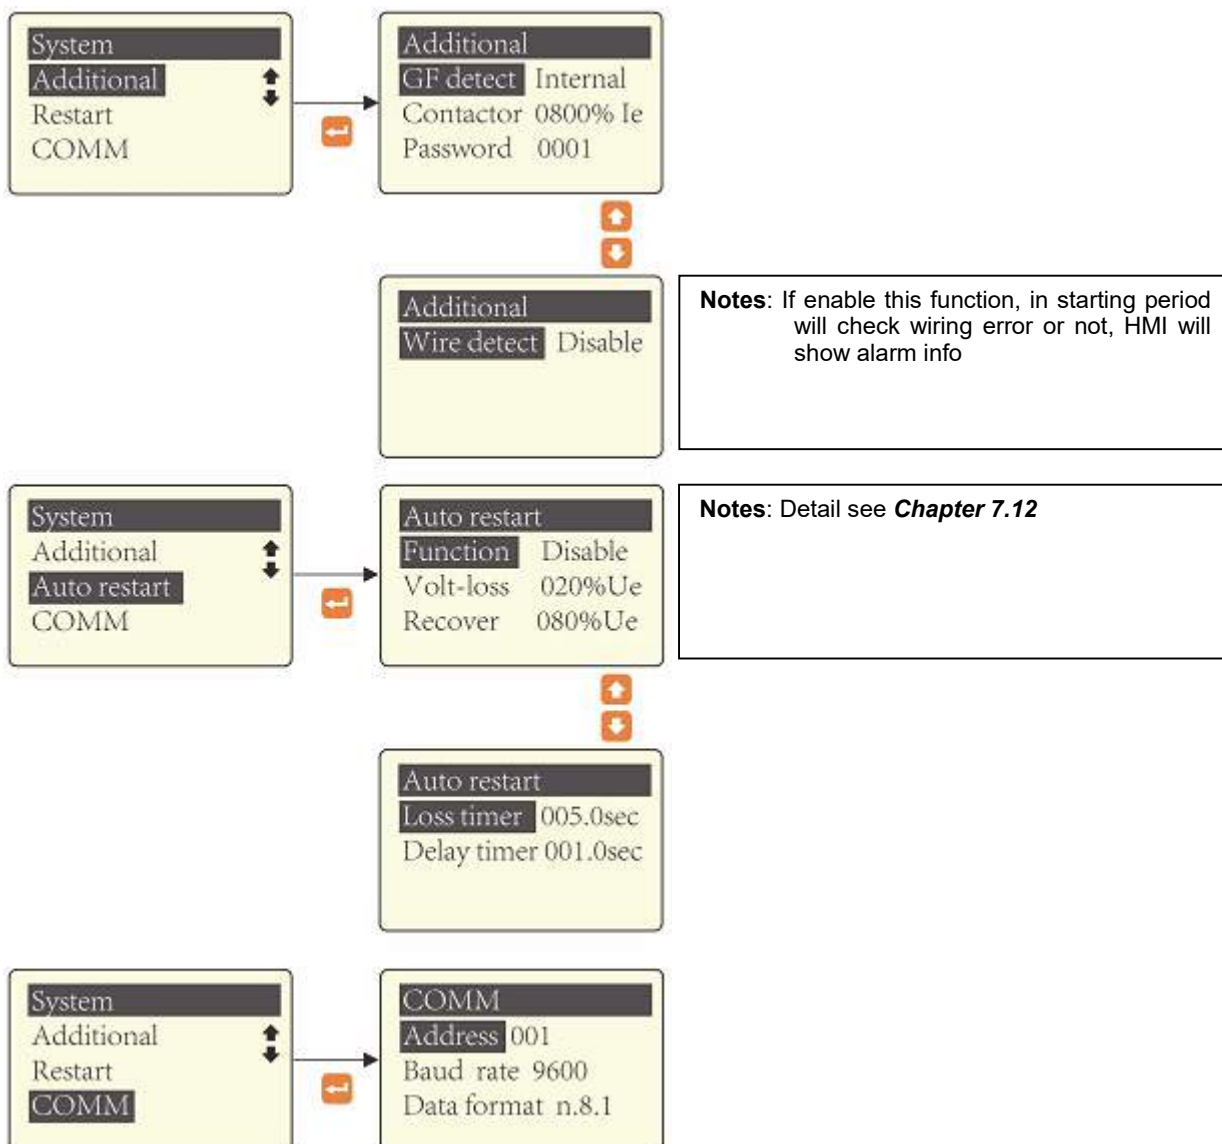 System
Additional
Restart
COMM
Additional
GF detect Internal
Contactor 0800% Ie
Password 0001
Additional
Wire detect Disable
Notes: If enable this function, in starting period
will check wiring error or not, HMI will
show alarm info
System
Additional
Auto restart
COMM
Auto restart
Function Disable
Volt-loss 020%Ue
Recover 080%Ue
Notes: Detail see Chapter 7.12
Auto restart
Loss timer 005.0sec
Delay timer 001.0sec
System
Additional
Restart
COMM
COMM
Address 001
Baud rate 9600
Data format n.8.1